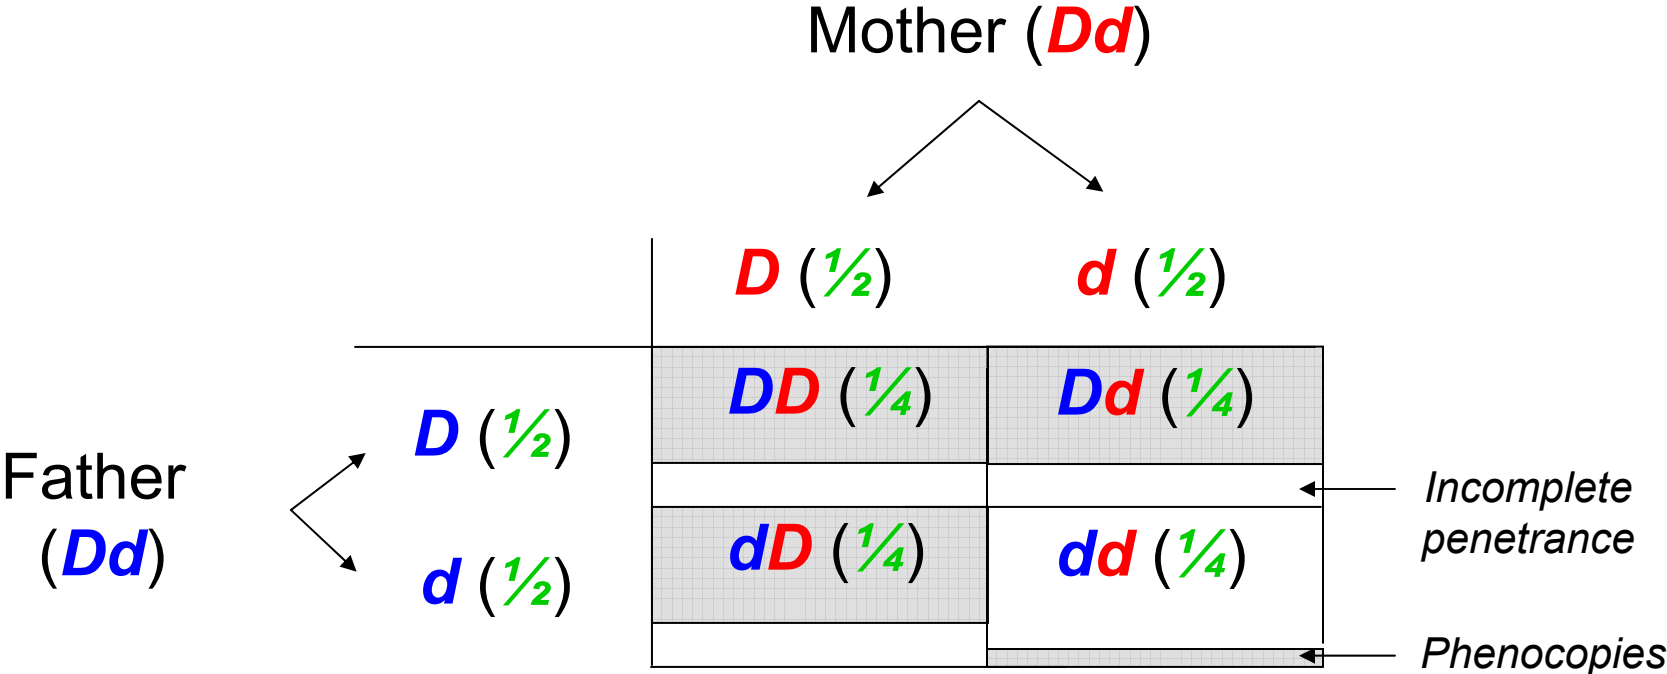 Mother (Dd)
D (½) d (½)
DD (¼) Dd (¼)
D (½)
Father
(Dd)
Incomplete
penetrance
dD (¼) dd (¼)
d (½)
Phenocopies